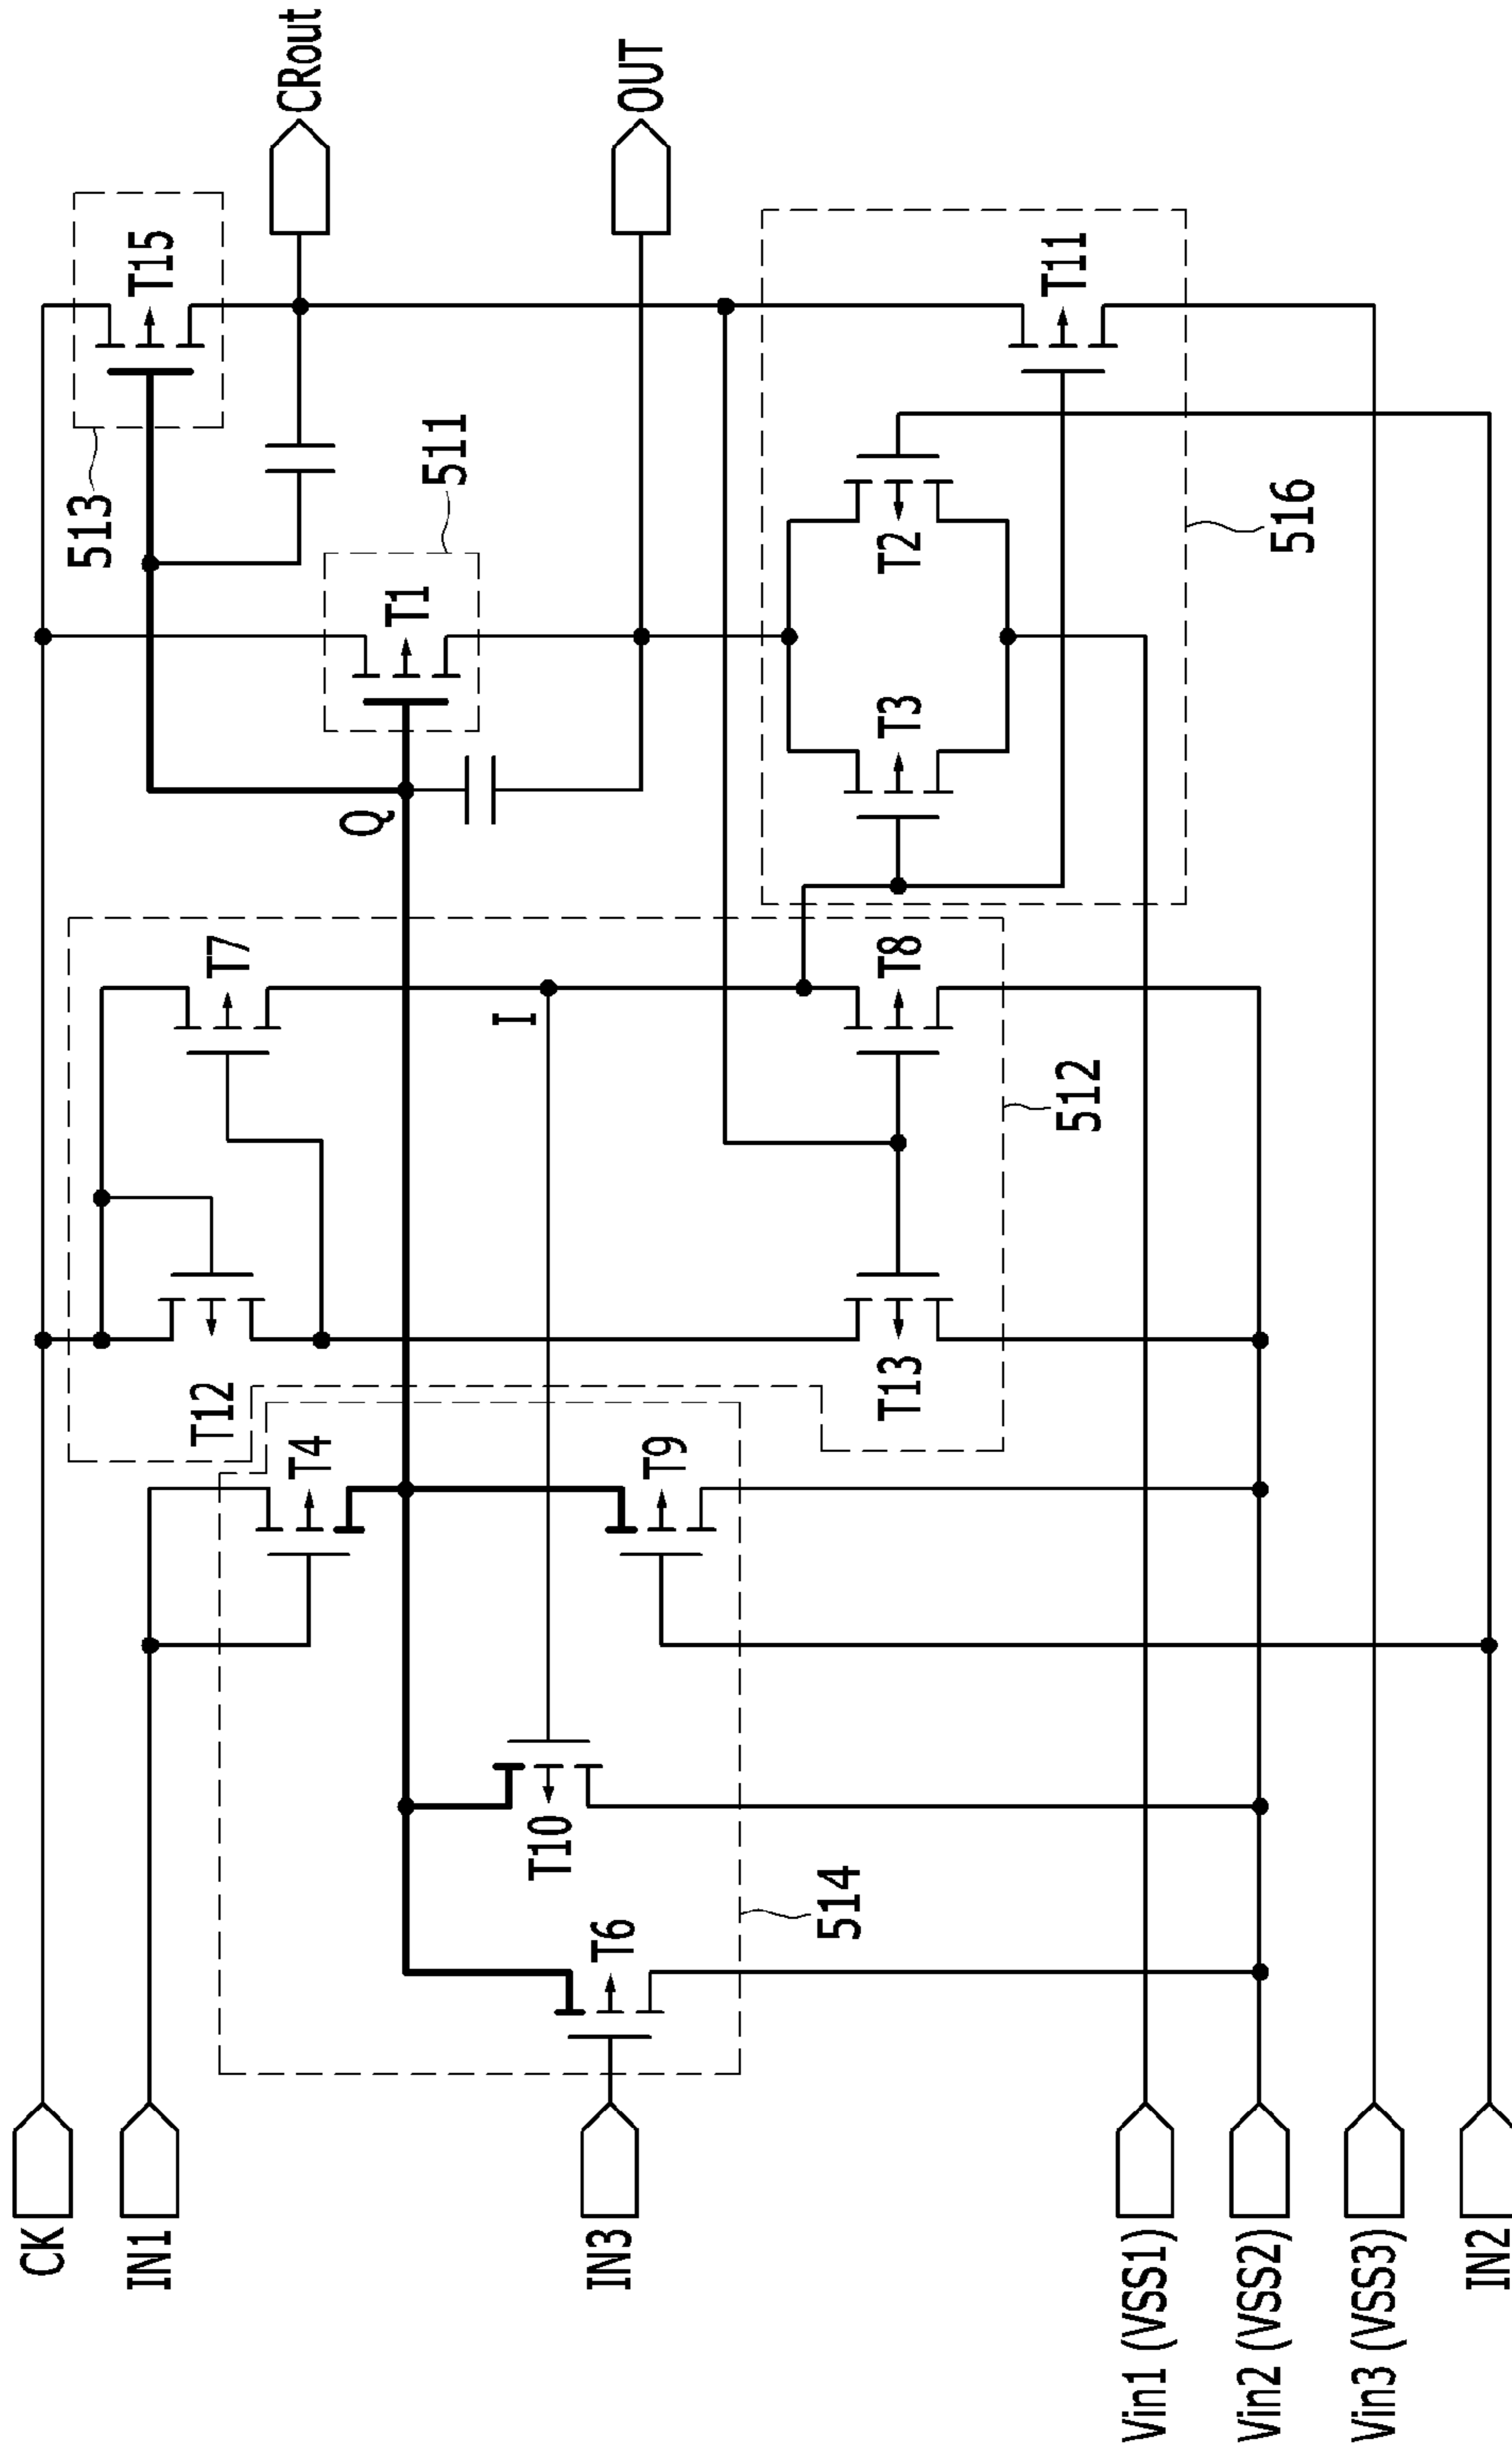 CK
IN1
IN3
Vin1 (VSS1)
Vin2 (VSS2)
Vin3 (VSS3)
IN2
T12
T7
T4
T9
T10
T6
514
T13
T8
512
I
Q
513
T15
511
T1
T3
T2
T11
516
CRout
OUT